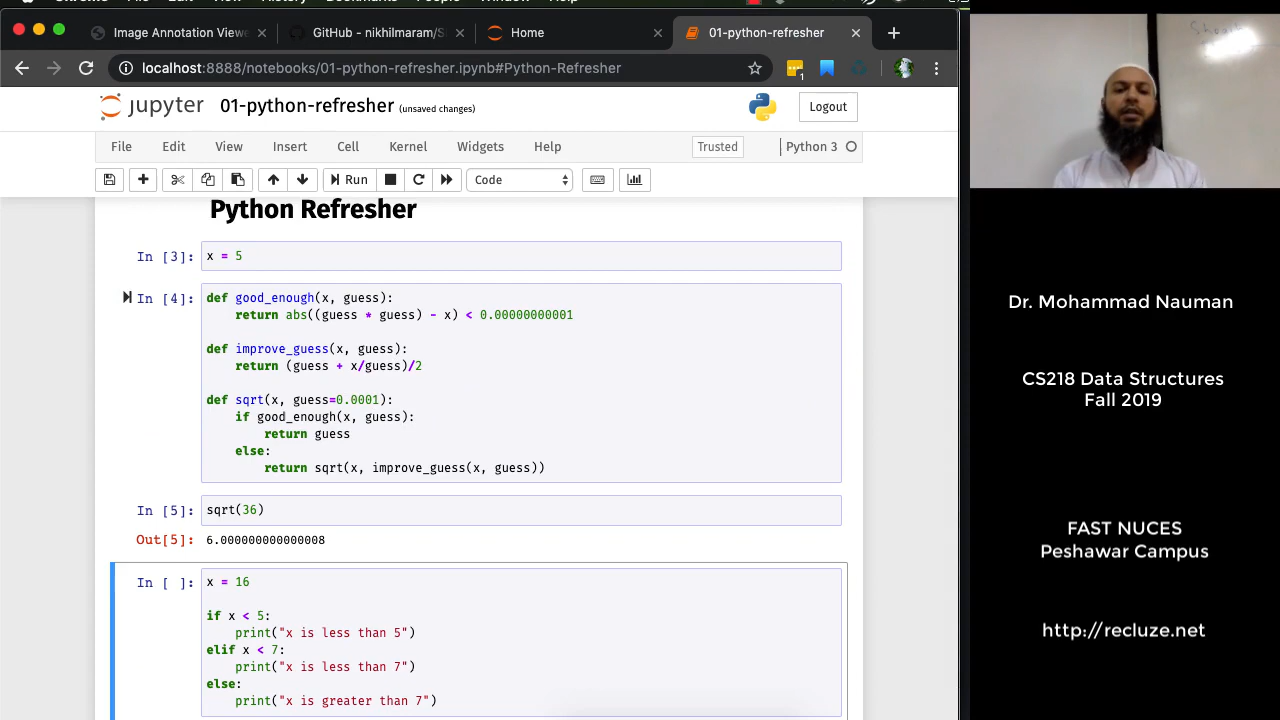 Image Annotation View
GitHub - nikhilmaram/S
Home
01-python-refresher
localhost:8888/notebooks/01-python-refresher.ipynb#Python-Refresher
1
jupyter 01-python-refresher (unsaved changes)
Logout
File Edit View Insert Cell Kernel Widgets Help
Trusted
Python 3
Run
Code
Python Refresher
In [3]: x = 5
In [4]: def good_enough(x, guess):
return abs((guess * guess) - x) < 0.00000000001
def improve_guess(x, guess):
return (guess + x/guess)/2
def sqrt(x, guess=0.0001):
if good_enough(x, guess):
return guess
else:
return sqrt(x, improve_guess(x, guess))
In [5]: sqrt(36)
Out[5]: 6.000000000000008
In [ ]: x = 16
if x < 5:
print("x is less than 5")
elif x < 7:
print("x is less than 7")
else:
print("x is greater than 7")
Dr. Mohammad Nauman
CS218 Data Structures
Fall 2019
FAST NUCES
Peshawar Campus
http://recluze.net